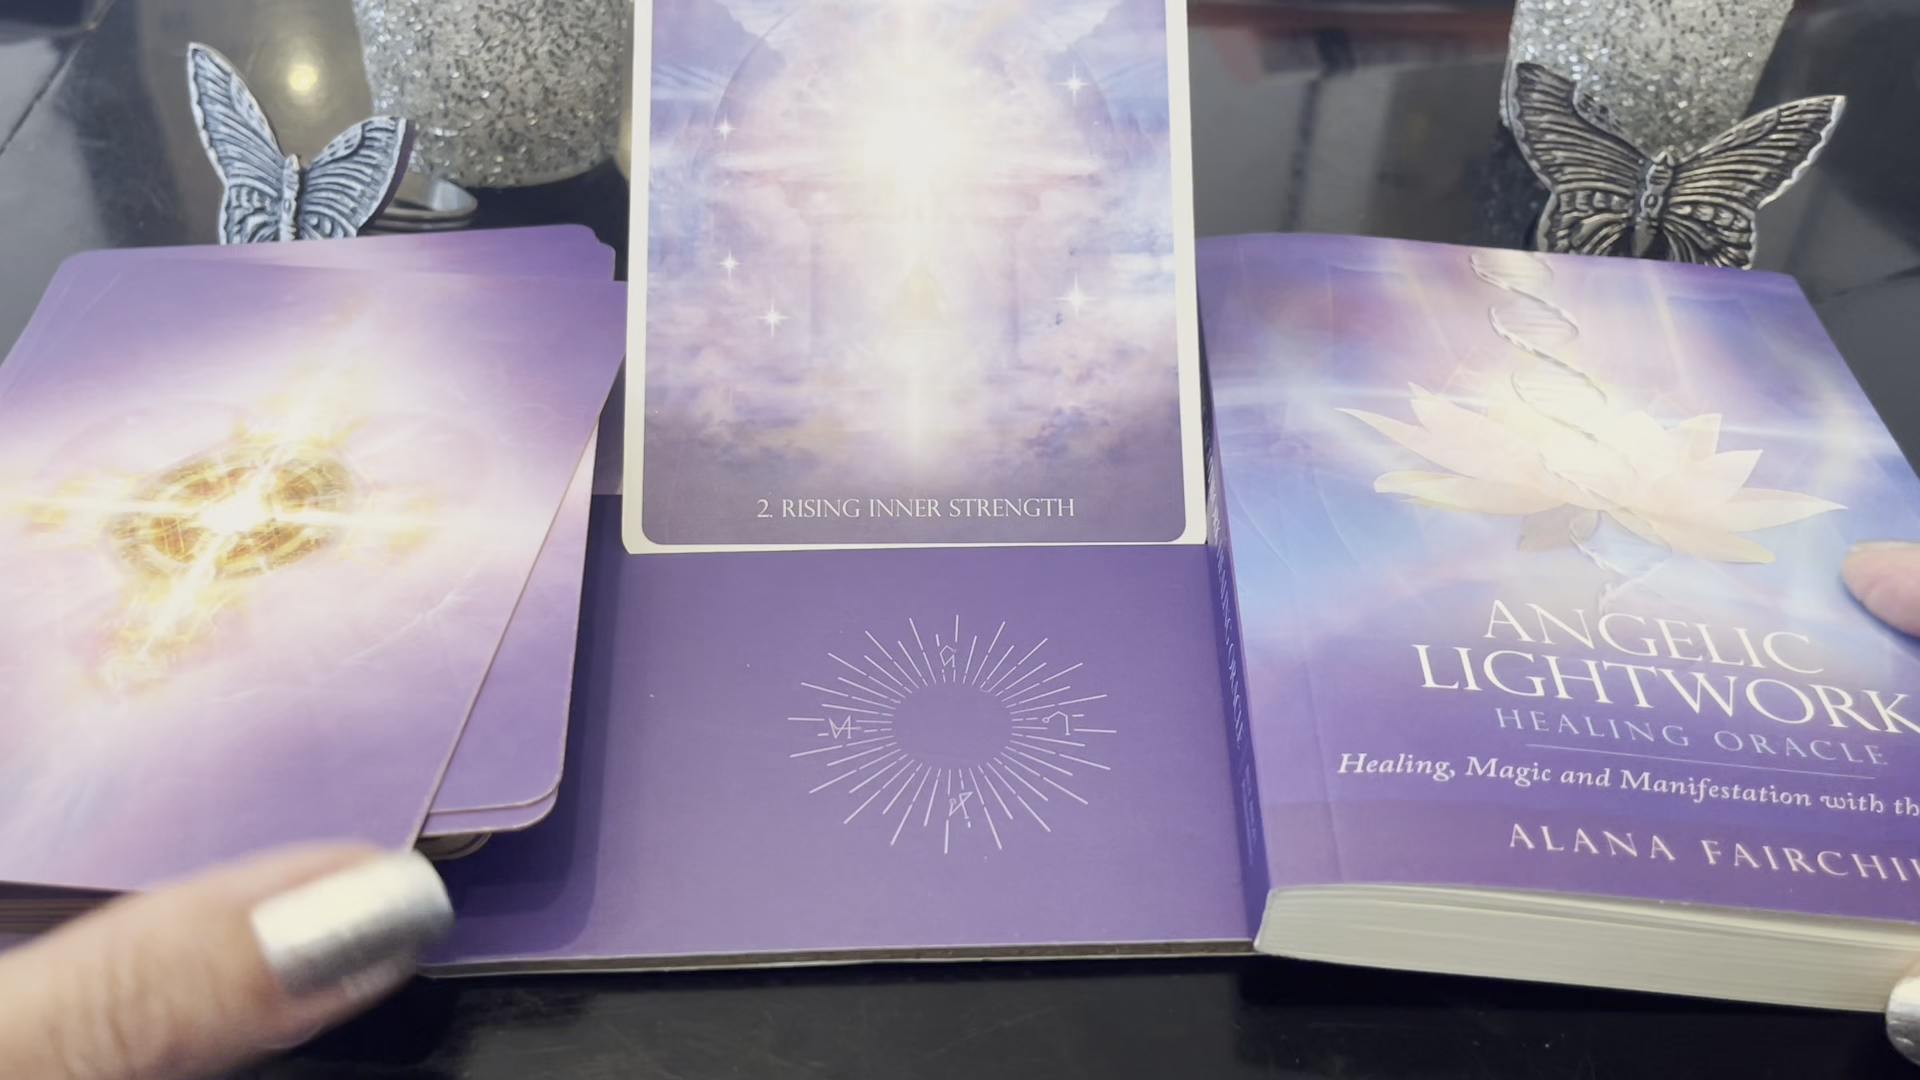 2. RISING INNER STRENGTH
ANGELIC
LIGHTWORK
HEALING ORACLE
Healing, Magic and Manifestation with th
ALANA FAIRCHI